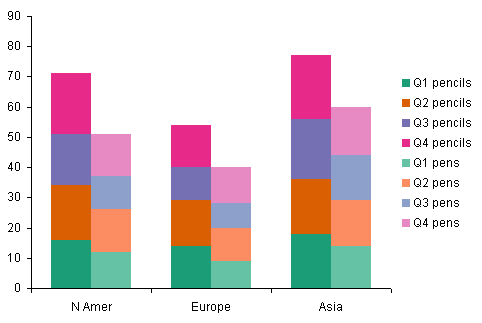 90
80
70
60
50
40
30
20
10
0
N Amer Europe Asia
Q1 pencils
Q2 pencils
Q3 pencils
Q4 pencils
Q1 pens
Q2 pens
Q3 pens
Q4 pens